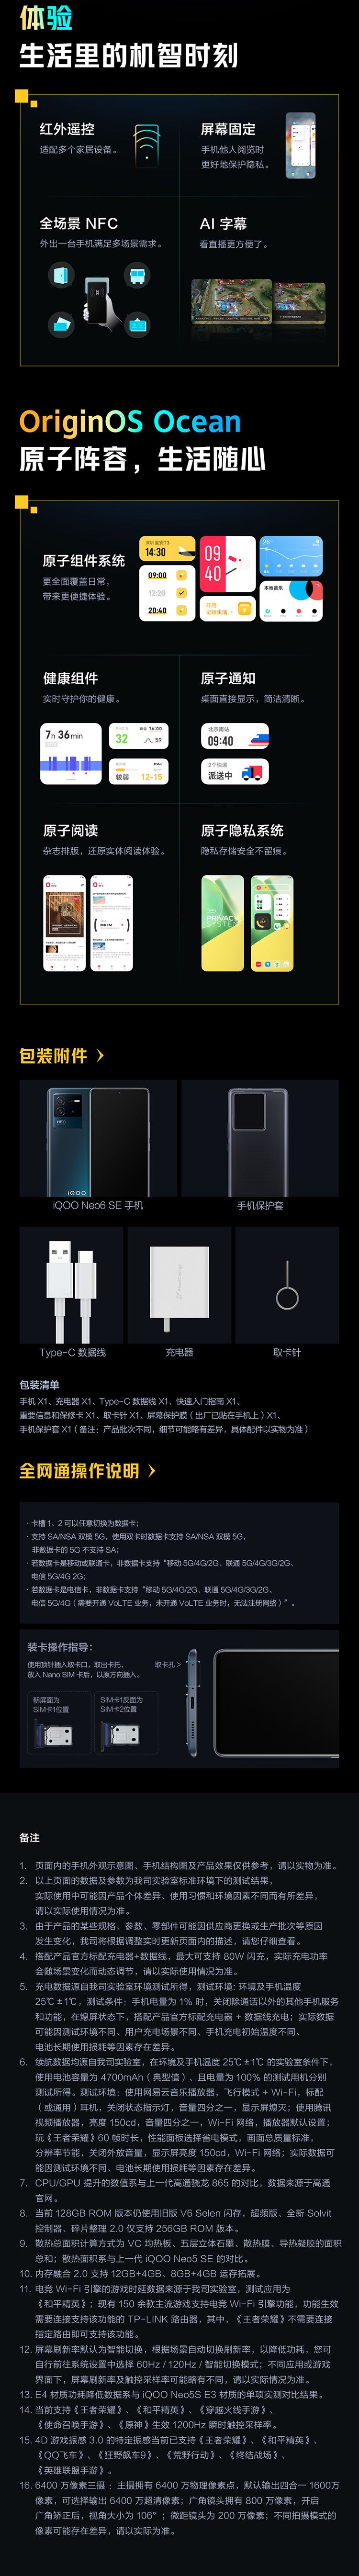 体验
生活里的机智时刻
红外遥控
适配多个家居设备。
屏幕固定
手机他人阅览时
更好地保护隐私。
全场景 NFC
外出一台手机满足多场景需求。
AI 字幕
看直播更方便了。
OriginOS Ocean
原子阵容，生活随心
原子组件系统
更全面覆盖日常，
带来更便捷体验。
14:30
09:00
12:20
20:40
09
40
26°
本地音乐
健康组件
实时守护你的健康。
7h 36min
32
16:00
59
较弱
12-15
原子通知
桌面直接显示，简洁清晰。
北京南站
09:40
2个快递
派送中
原子阅读
杂志排版，还原实体阅读体验。
原子隐私系统
隐私存储安全不留痕。
PRIVACY
SYSTEM
包装附件
iQOO
iQOO Neo6 SE 手机
手机保护套
Type-C 数据线
充电器
取卡针
包装清单
手机 X1、充电器 X1、Type-C 数据线 X1、快速入门指南 X1、
重要信息和保修卡 X1、取卡针 X1、屏幕保护膜（出厂已贴在手机上）X1、
手机保护套 X1（备注：产品批次不同，细节可能略有差异，具体配件以实物为准）
全网通操作说明
· 卡槽 1、2 可以任意切换为数据卡；
· 支持 SA/NSA 双模 5G，使用双卡时数据卡支持 SA/NSA 双模 5G，
非数据卡的 5G 不支持 SA；
· 若数据卡是移动或联通卡，非数据卡支持“移动 5G/4G/2G、联通 5G/4G/3G/2G、
电信 5G/4G 2G；
· 若数据卡是电信卡，非数据卡支持“移动 5G/4G/2G、联通 5G/4G/3G/2G、
电信 5G/4G（需要开通 VoLTE 业务，未开通 VoLTE 业务时，无法注册网络）”。
装卡操作指导：
使用顶针插入取卡口，取出卡托，
放入 Nano SIM 卡后，以原方向插入。
取卡孔 >
朝屏面为
SIM卡1位置
SIM卡1反面为
SIM卡2位置
备注
1. 页面内的手机外观示意图、手机结构图及产品效果仅供参考，请以实物为准。
2. 以上页面的数据及参数为我司实验室标准环境下的测试结果，
实际使用中可能因产品个体差异、使用习惯和环境因素不同而有所差异，
请以实际使用情况为准。
3. 由于产品的某些规格、参数、零部件可能因供应商更换或生产批次等原因
发生变化，我司将根据调整实时更新页面内的描述，请您仔细查看。
4. 搭配产品官方标配充电器+数据线，最大可支持 80W 闪充，实际充电功率
会随场景变化而动态调节，请以实际使用情况为准。
5. 充电数据源自我司实验室环境测试所得，测试环境: 环境及手机温度
25℃±1℃，测试条件：手机电量为 1% 时，关闭除通话以外的其他手机服务
和功能，在熄屏状态下，搭配产品官方标配充电器 + 数据线充电；实际数据
可能因测试环境不同、用户充电场景不同、手机充电初始温度不同、
电池长期使用损耗等因素存在差异。
6. 续航数据均源自我司实验室，在环境及手机温度 25℃±1℃ 的实验室条件下，
使用电池容量为 4700mAh（典型值）、且电量为 100% 的测试用机分别
测试所得。测试环境：使用网易云音乐播放器，飞行模式 + Wi-Fi，标配
（或通用）耳机，关闭状态指示灯，音量四分之一，显示屏熄灭；使用腾讯
视频播放器，亮度 150cd，音量四分之一，Wi-Fi 网络，播放器默认设置；
玩《王者荣耀》60 帧时长，性能面板选择省电模式，画面总质量标准，
分辨率节能，关闭外放音量，显示屏亮度 150cd，Wi-Fi 网络；实际数据可
能因测试环境不同、电池长期使用损耗等因素存在差异。
7. CPU/GPU 提升的数值系与上一代高通骁龙 865 的对比，数据来源于高通
官网。
8. 当前 128GB ROM 版本仍使用旧版 V6 Selen 闪存，超频版、全新 Solvit
控制器、碎片整理 2.0 仅支持 256GB ROM 版本。
9. 散热总面积计算方式为 VC 均热板、五层立体石墨、散热膜、导热凝胶的面积
总和；散热面积系与上一代 iQOO Neo5 SE 的对比。
10. 内存融合 2.0 支持 12GB+4GB、8GB+4GB 运存拓展。
11. 电竞 Wi-Fi 引擎的游戏时延数据来源于我司实验室，测试应用为
《和平精英》；现有 150 余款主流游戏支持电竞 Wi-Fi 引擎功能，功能生效
需要连接支持该功能的 TP-LINK 路由器，其中，《王者荣耀》不需要连接
指定路由即可支持该功能。
12. 屏幕刷新率默认为智能切换，根据场景自动切换刷新率，以降低功耗，您可
自行前往系统设置中选择 60Hz / 120Hz / 智能切换模式；不同应用或游戏
界面下，屏幕刷新率及触控采样率可能略有不同，请以实际情况为准。
13. E4 材质功耗降低数据系与 iQOO Neo5S E3 材质的单项实测对比结果。
14. 当前支持《王者荣耀》、《和平精英》、《穿越火线手游》、
《使命召唤手游》、《原神》生效 1200Hz 瞬时触控采样率。
15. 4D 游戏振感 3.0 的特定振感当前已支持《王者荣耀》、《和平精英》、
《QQ飞车》、《狂野飙车9》、《荒野行动》、《终结战场》、
《英雄联盟手游》。
16. 6400 万像素三摄：主摄拥有 6400 万物理像素点，默认输出四合一 1600万
像素，可选择输出 6400 万超清像素；广角镜头拥有 800 万像素，开启
广角矫正后，视角大小为 106°；微距镜头为 200 万像素；不同拍摄模式的
像素可能存在差异，请以实际为准。